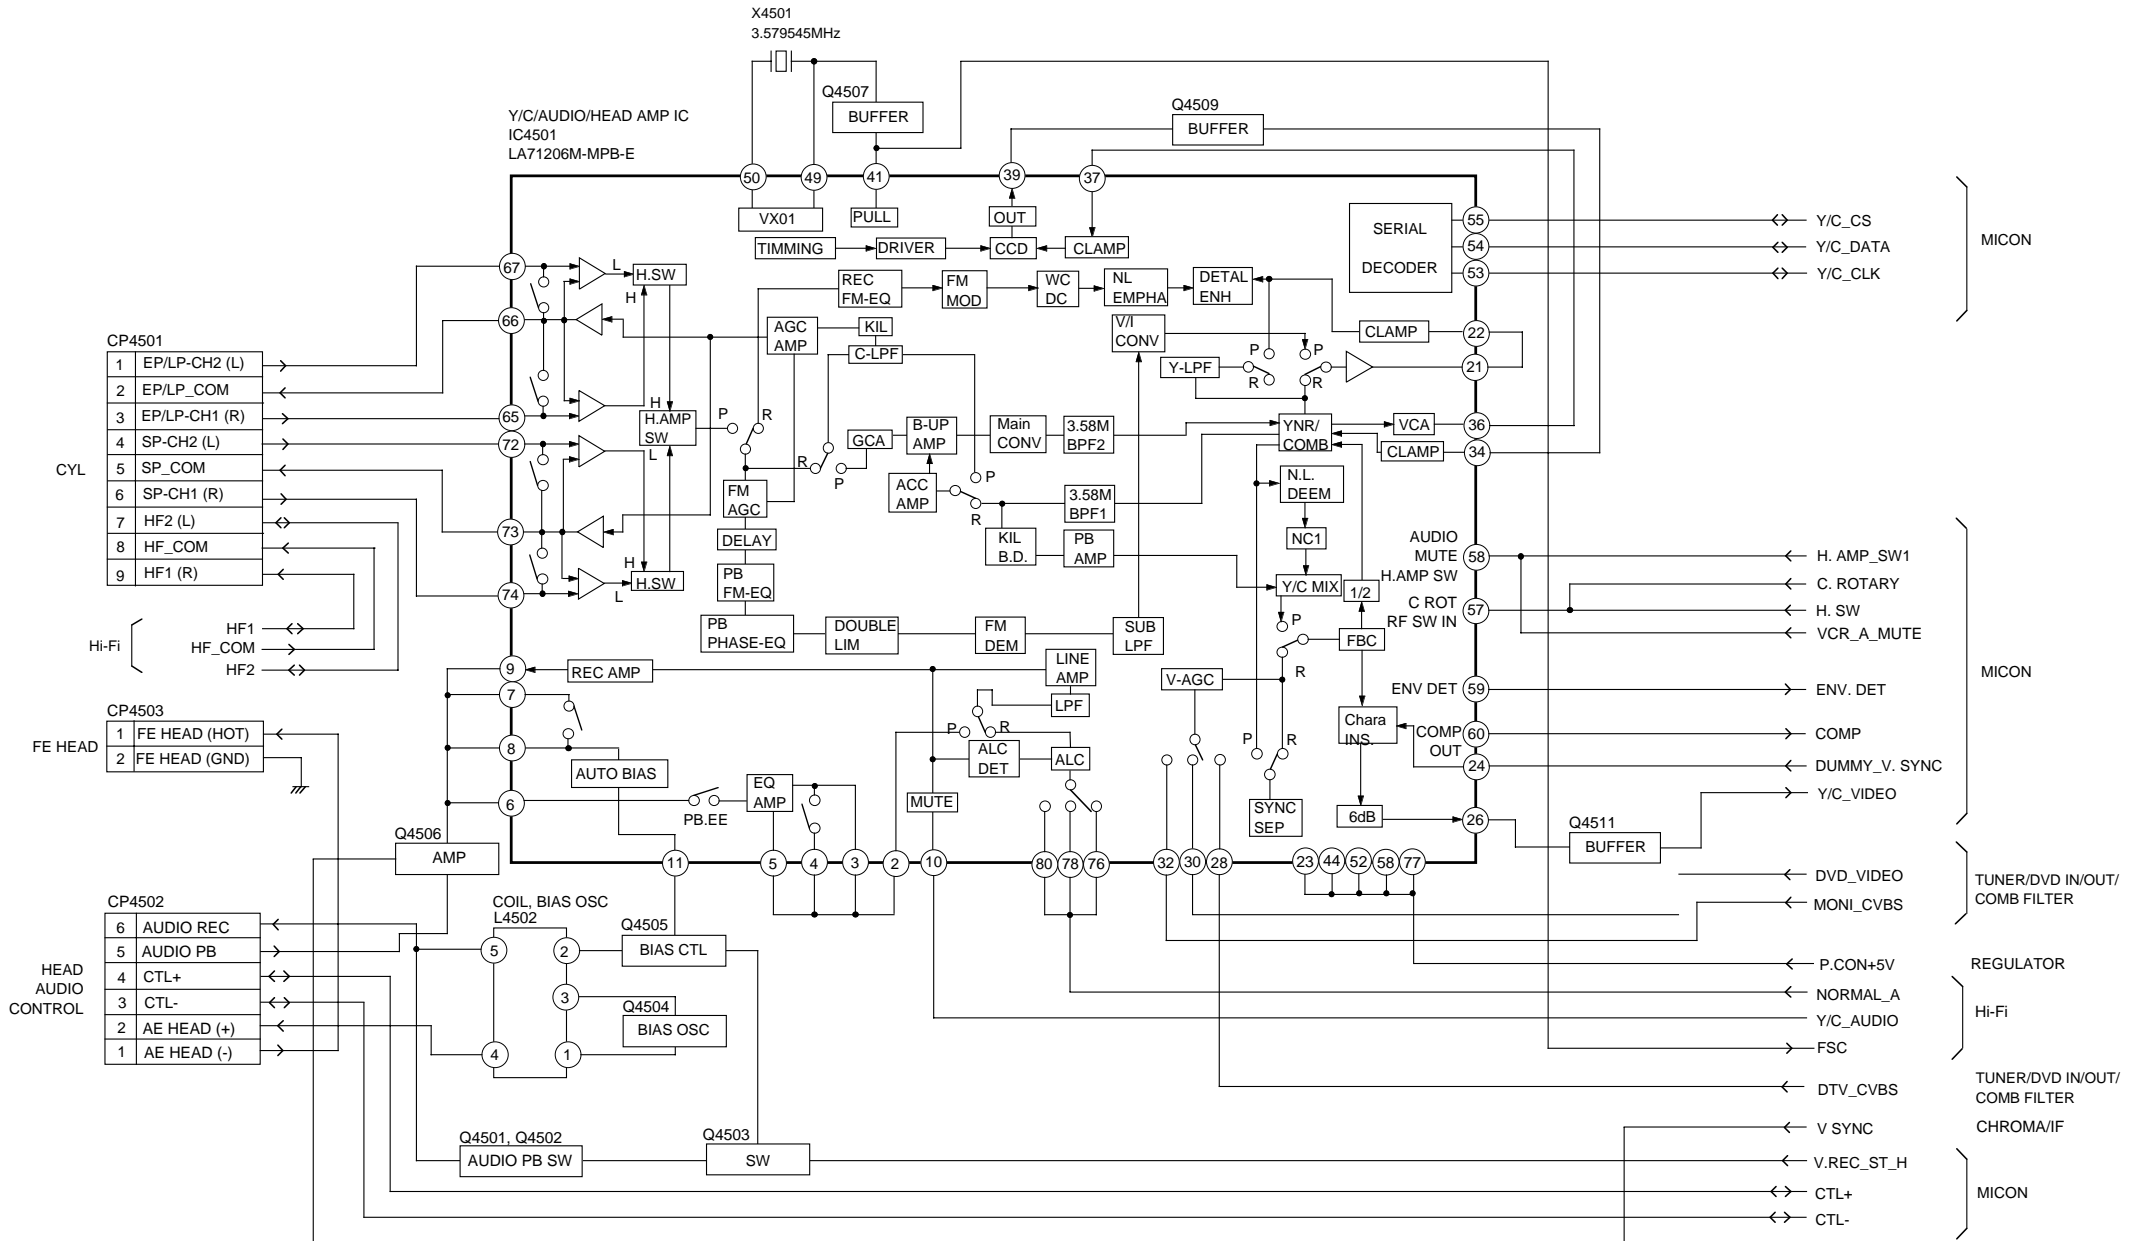 X4501
3.579545MHz
Q4507
BUFFER
Q4509
BUFFER
Y/C/AUDIO/HEAD AMP IC
IC4501
LA71206M-MPB-E
50
49
41
39
37
VX01
PULL
OUT
TIMMING
DRIVER
CCD
CLAMP
SERIAL
DECODER
55
54
53
Y/C_CS
Y/C_DATA
Y/C_CLK
MICON
67
66
65
72
73
74
L
H.SW
H
REC
FM-EQ
FM
MOD
WC
DC
NL
EMPHA
DETAL
ENH
AGC
AMP
KIL
C-LPF
V/I
CONV
CLAMP
22
21
Y-LPF
P
R
P
R
H
H.AMP
SW
L
P
R
R
P
GCA
B-UP
AMP
Main
CONV
3.58M
BPF2
YNR/
COMB
VCA
36
CLAMP
34
FM
AGC
ACC
AMP
P
R
3.58M
BPF1
N.L.
DEEM
DELAY
KIL
B.D.
PB
AMP
NC1
H
H.SW
L
PB
FM-EQ
Y/C MIX
1/2
PB
PHASE-EQ
DOUBLE
LIM
FM
DEM
SUB
LPF
P
R
FBC
AUDIO
MUTE
H.AMP SW
58
C ROT
RF SW IN
57
H. AMP_SW1
C. ROTARY
H. SW
VCR_A_MUTE
MICON
ENV DET
59
ENV. DET
COMP
OUT
60
COMP
24
DUMMY_V. SYNC
Y/C_VIDEO
26
Q4511
BUFFER
CP4501
1 EP/LP-CH2 (L)
2 EP/LP_COM
3 EP/LP-CH1 (R)
4 SP-CH2 (L)
5 SP_COM
6 SP-CH1 (R)
7 HF2 (L)
8 HF_COM
9 HF1 (R)
CYL
Hi-Fi
HF1
HF_COM
HF2
CP4503
1 FE HEAD (HOT)
2 FE HEAD (GND)
FE HEAD
9
7
8
6
REC AMP
LINE
AMP
LPF
V-AGC
P
R
ALC
DET
ALC
Chara
INS.
P
R
AUTO BIAS
EQ
AMP
PB.EE
MUTE
SYNC
SEP
6dB
Q4506
AMP
11
5
4
3
2
10
80
78
76
32
30
28
23
44
52
58
77
DVD_VIDEO
MONI_CVBS
TUNER/DVD IN/OUT/
COMB FILTER
CP4502
6 AUDIO REC
5 AUDIO PB
4 CTL+
3 CTL-
2 AE HEAD (+)
1 AE HEAD (-)
HEAD
AUDIO
CONTROL
COIL, BIAS OSC
L4502
5
4
2
3
1
Q4505
BIAS CTL
Q4504
BIAS OSC
P.CON+5V
REGULATOR
NORMAL_A
Y/C_AUDIO
FSC
Hi-Fi
DTV_CVBS
TUNER/DVD IN/OUT/
COMB FILTER
V SYNC
CHROMA/IF
Q4501, Q4502
AUDIO PB SW
Q4503
SW
V.REC_ST_H
CTL+
CTL-
MICON